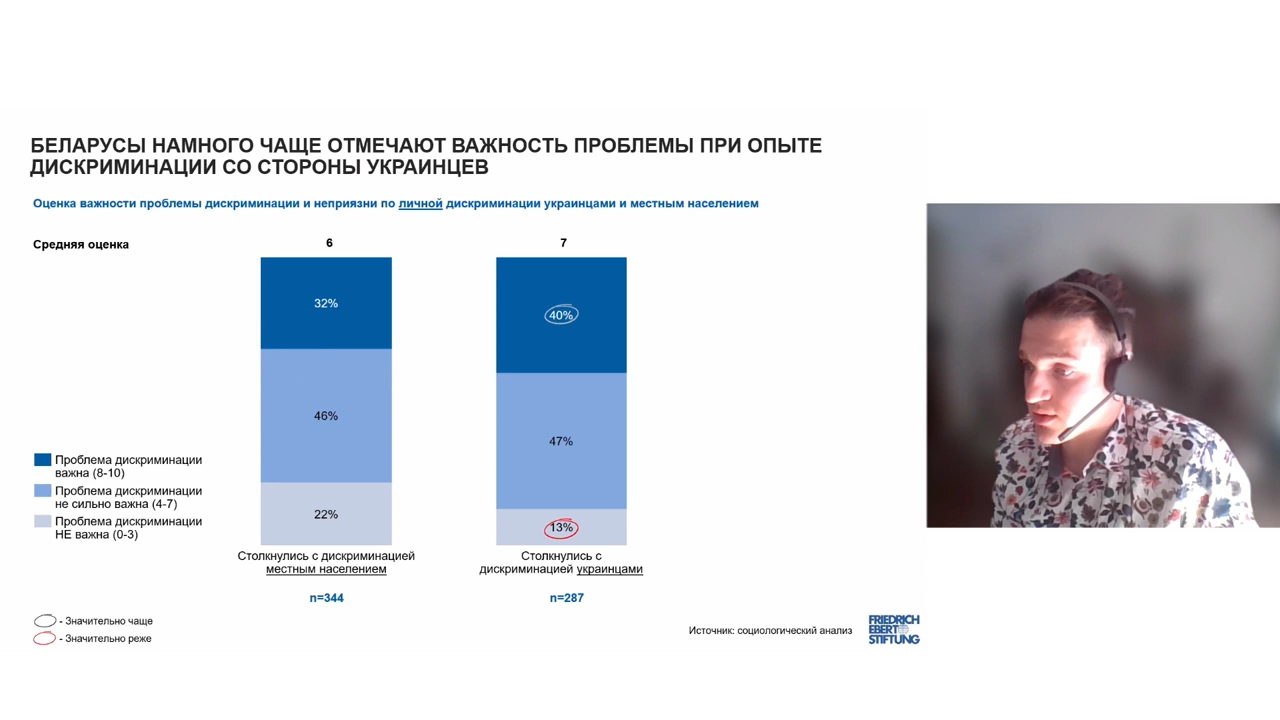 БЕЛАРУСЫ НАМНОГО ЧАЩЕ ОТМЕЧАЮТ ВАЖНОСТЬ ПРОБЛЕМЫ ПРИ ОПЫТЕ
ДИСКРИМИНАЦИИ СО СТОРОНЫ УКРАИНЦЕВ
Оценка важности проблемы дискриминации и неприязни по личной дискриминации украинцами и местным населением
Средняя оценка
6
7
32%
40%
46%
47%
22%
13%
Проблема дискриминации
важна (8-10)
Проблема дискриминации
не сильно важна (4-7)
Проблема дискриминации
НЕ важна (0-3)
Столкнулись с дискриминацией
местным населением
Столкнулись с
дискриминацией украинцами
n=344
n=287
- Значительно чаще
- Значительно реже
Источник: социологический анализ
FRIEDRICH
EBERT
STIFTUNG